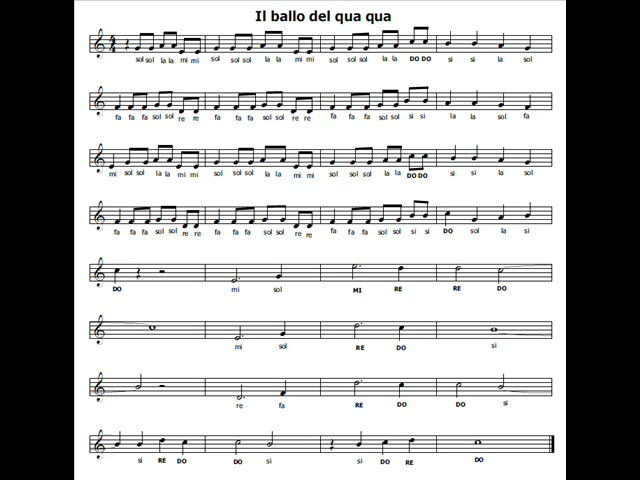 Il ballo del qua qua
sol sol la la mi mi sol sol sol la la mi mi sol sol sol la la DO DO si si la sol
fa fa fa sol sol re re fa fa fa sol sol re re fa fa fa sol sol si si la la sol fa
mi sol sol la la mi mi sol sol sol la la mi mi sol sol sol la la DO DO si si la sol
fa fa fa sol sol re re fa fa fa sol sol re re fa fa fa sol sol si si DO sol la si
DO mi sol MI RE RE DO
mi sol RE DO si
re fa RE DO DO si
si RE DO DO si si DO RE DO